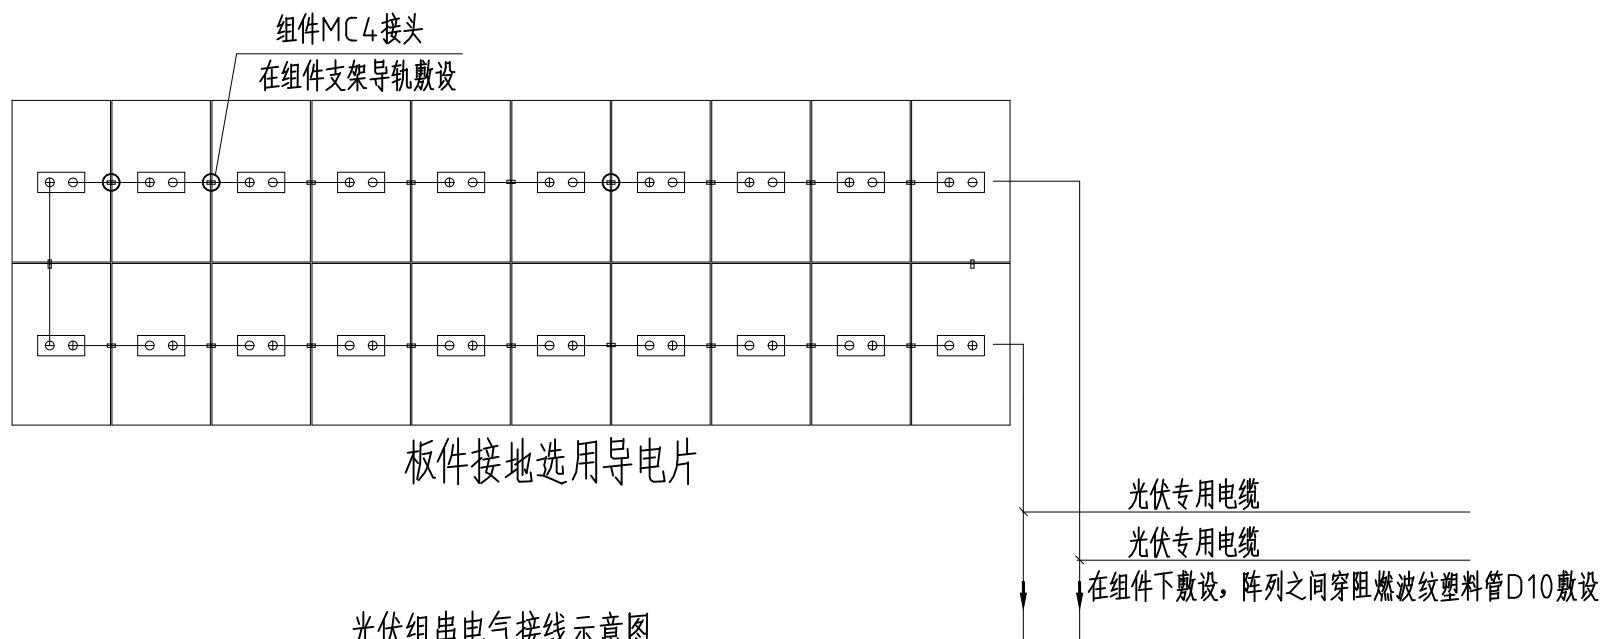 组件MC4接头
在组件支架导轨敷设
板件接地选用导电片
光伏专用电缆
光伏专用电缆
在组件下敷设，阵列之间穿阻燃波纹塑料管D10敷设
光伏组串电气接线示意图